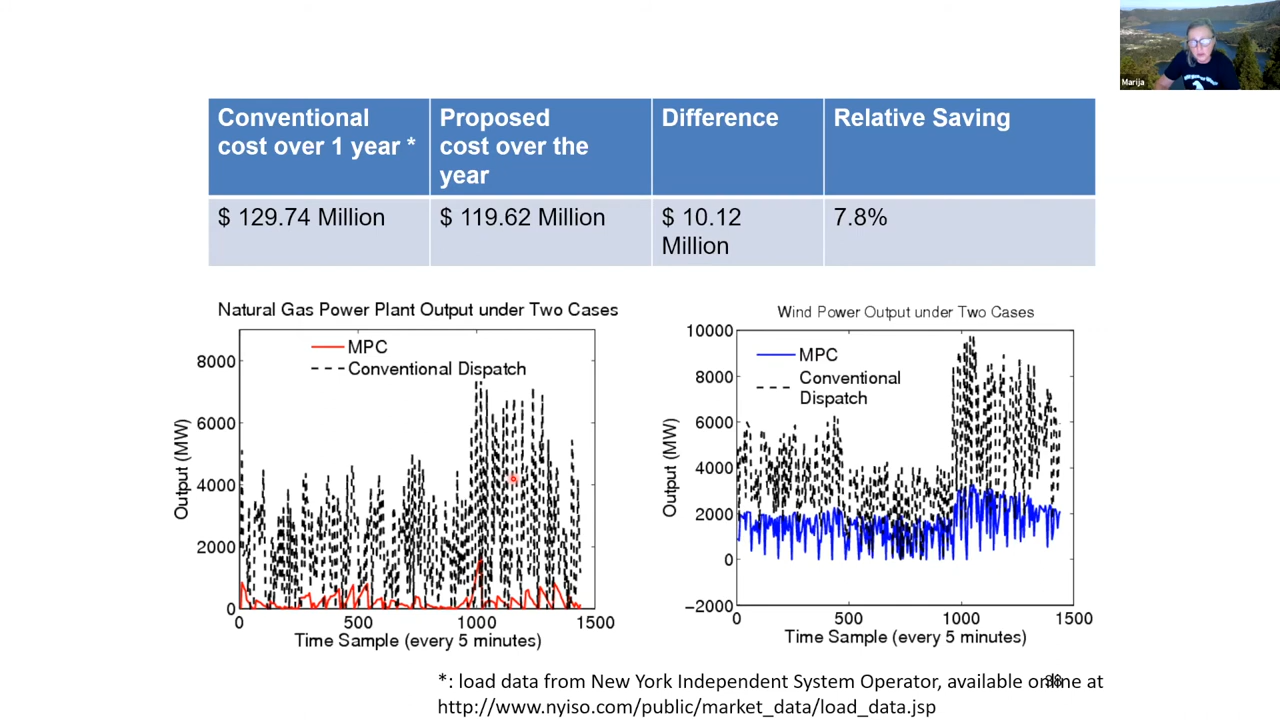 Marija
Conventional
cost over 1 year *
Proposed
cost over the
year
Difference
Relative Saving
$ 129.74 Million
$ 119.62 Million
$ 10.12
Million
7.8%
Natural Gas Power Plant Output under Two Cases
MPC
Conventional Dispatch
Output (MW)
8000
6000
4000
2000
0
0
500
1000
1500
Time Sample (every 5 minutes)
Wind Power Output under Two Cases
MPC
Conventional
Dispatch
Output (MW)
10000
8000
6000
4000
2000
0
−2000
0
500
1000
1500
Time Sample (every 5 minutes)
*: load data from New York Independent System Operator, available online at
http://www.nyiso.com/public/market_data/load_data.jsp